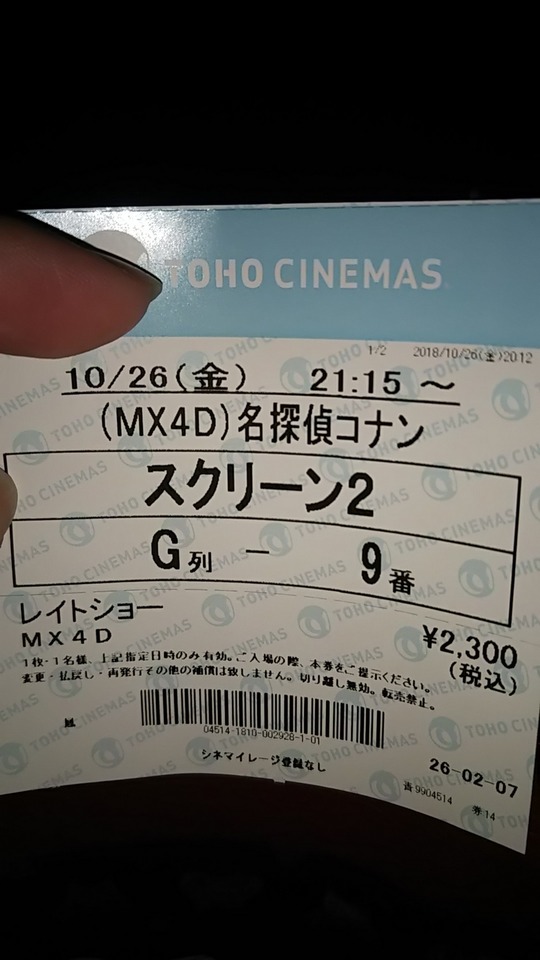 TOHO CINEMAS
1/2 2018/10/26(金)2012
10/26(金) 21:15 ～
(MX4D)名探偵コナン
スクリーン2
G列 － 9番
レイトショー
MX4D
¥2,300
(税込)
1枚・1名様、上記指定日時のみ有効。ご入場の際、本券をご提示ください。
変更・払戻し・再発行その他の補償は致しません。切り離し無効。転売禁止。
04514-1810-002928-1-01
シネマイレージ登録なし
26-02-07
9904514 券14